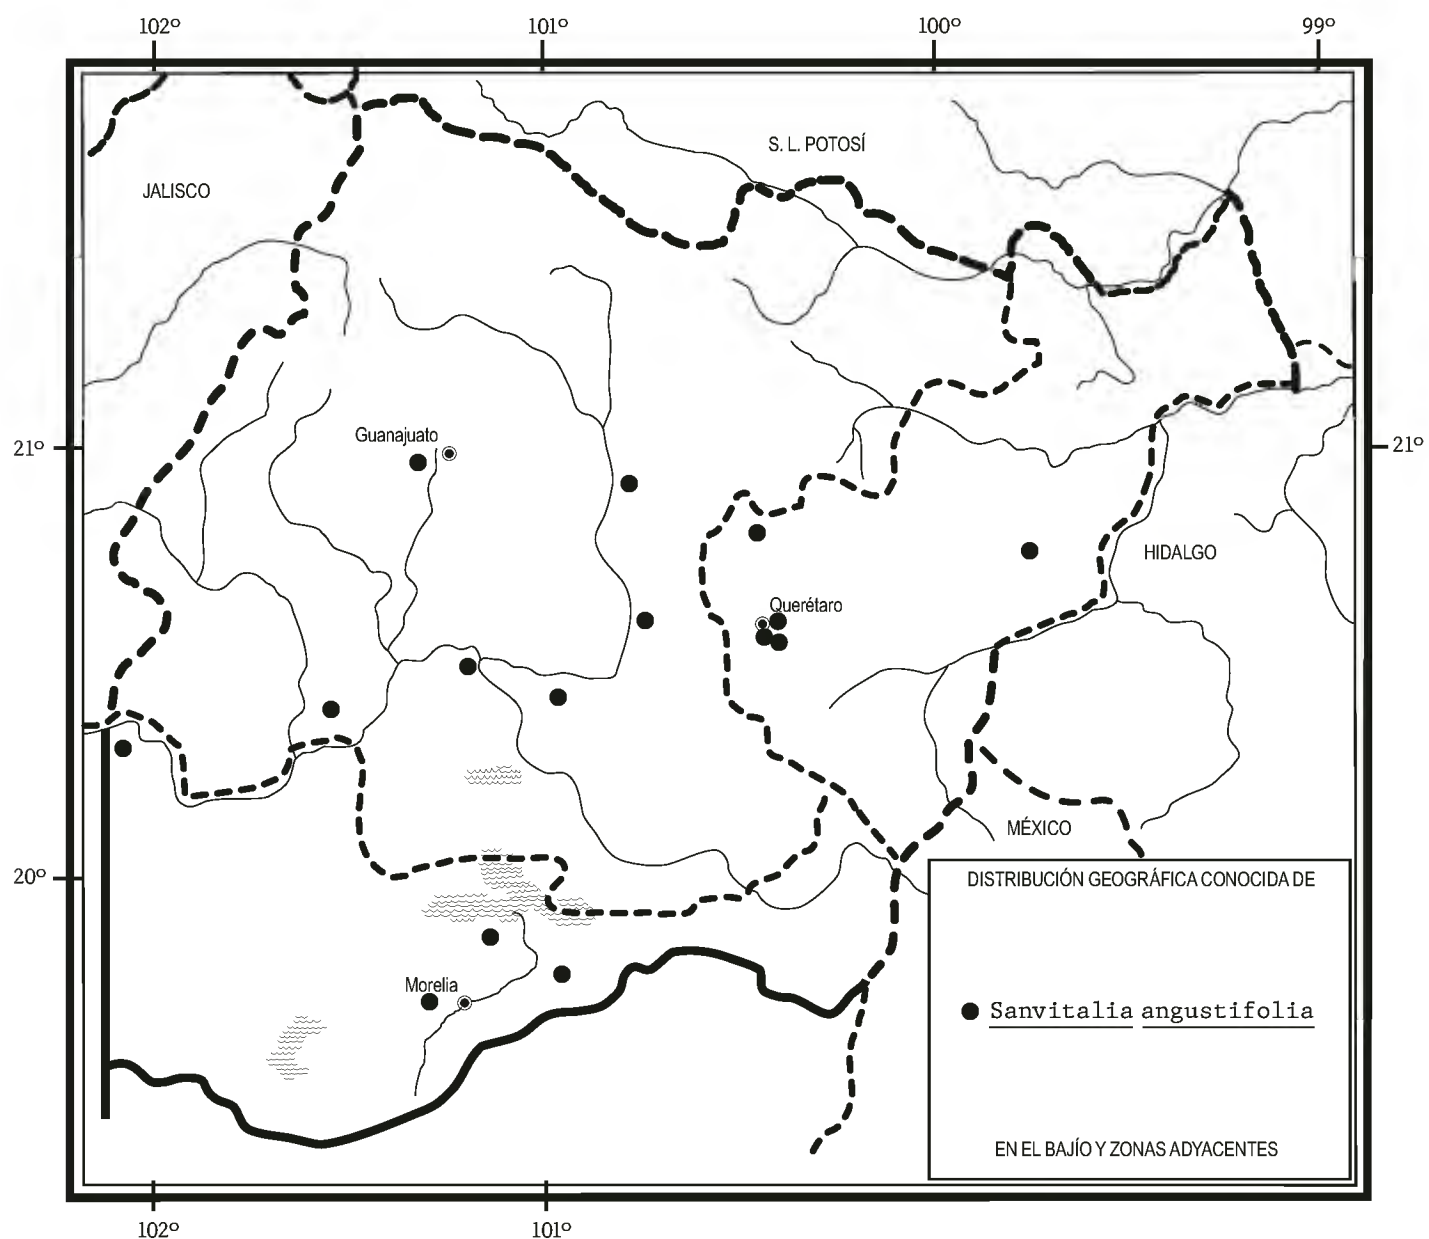 102º 101º 100º 99º
S. L. POTOSÍ
JALISCO
Guanajuato
21º 21º
HIDALGO
Querétaro
MÉXICO
20º
DISTRIBUCIÓN GEOGRÁFICA CONOCIDA DE
Morelia
Sanvitalia angustifolia
EN EL BAJÍO Y ZONAS ADYACENTES
102º 101º